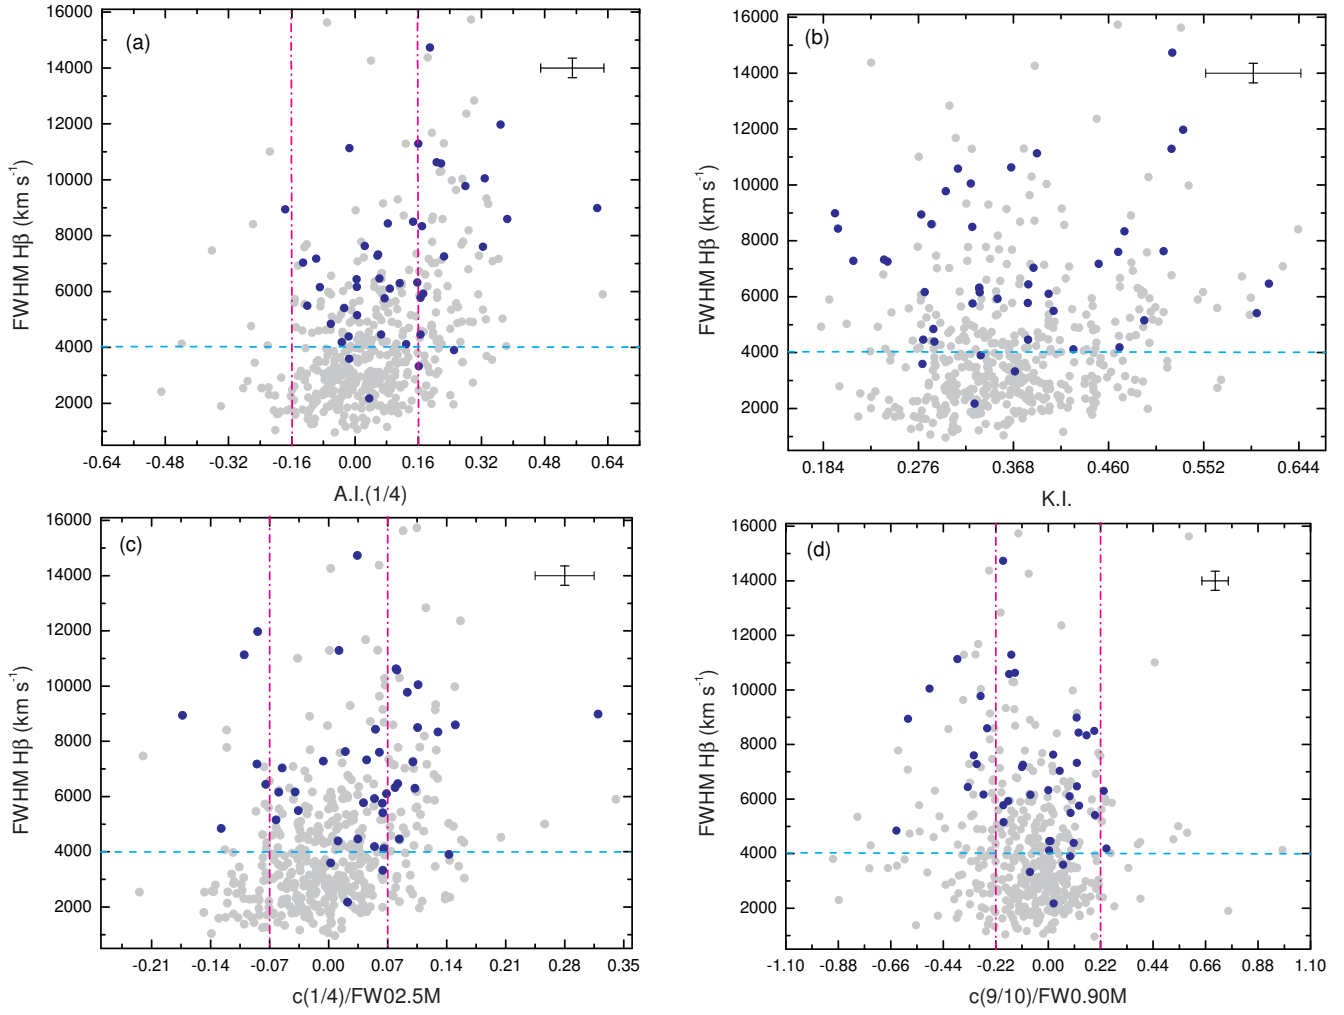 (a)
FWHM Hβ (km s-1)
16000
14000
12000
10000
8000
6000
4000
2000
-0.64 -0.48 -0.32 -0.16 0.00 0.16 0.32 0.48 0.64
A.I.(1/4)
(b)
FWHM Hβ (km s-1)
16000
14000
12000
10000
8000
6000
4000
2000
0.184 0.276 0.368 0.460 0.552 0.644
K.I.
(c)
FWHM Hβ (km s-1)
16000
14000
12000
10000
8000
6000
4000
2000
-0.21 -0.14 -0.07 0.00 0.07 0.14 0.21 0.28 0.35
c(1/4)/FW02.5M
(d)
FWHM Hβ (km s-1)
16000
14000
12000
10000
8000
6000
4000
2000
-1.10 -0.88 -0.66 -0.44 -0.22 0.00 0.22 0.44 0.66 0.88 1.10
c(9/10)/FW0.90M